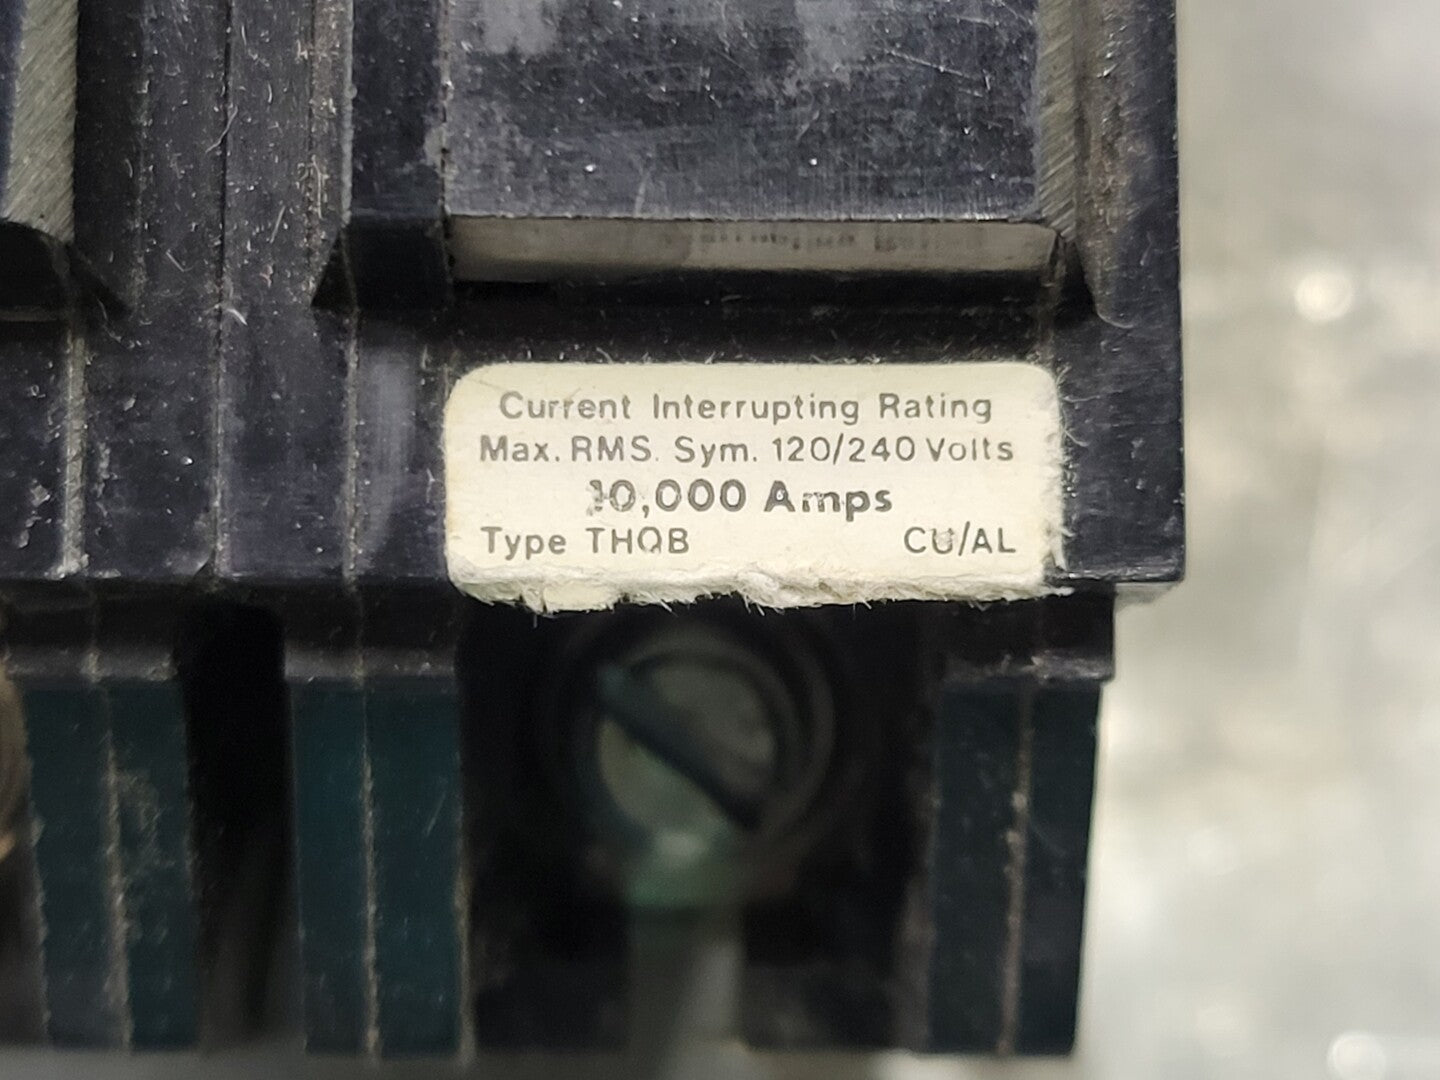 Current Interrupting Rating
Max. RMS. Sym. 120/240 Volts
10,000 Amps
Type THQB CU/AL